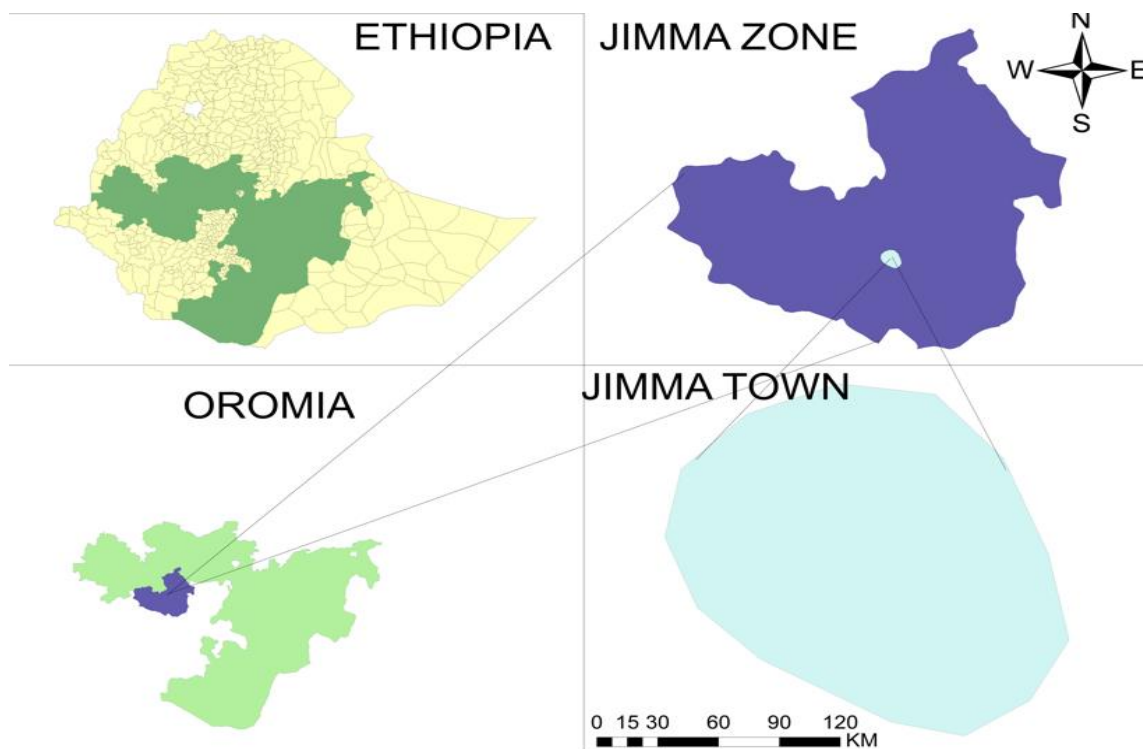 ETHIOPIA
JIMMA ZONE
N
W E
S
OROMIA
JIMMA TOWN
0 15 30 60 90 120
KM